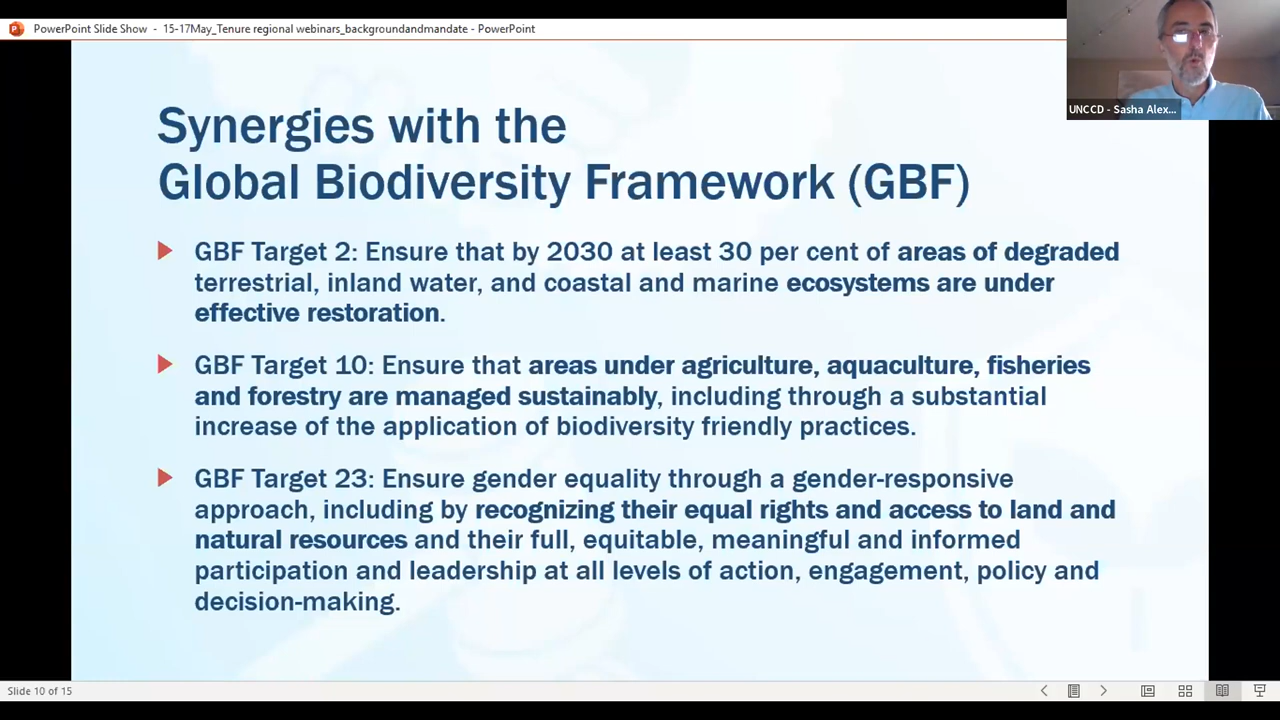 PowerPoint Slide Show - 15-17May_Tenure regional webinars_backgroundandmandate - PowerPoint
UNCCD - Sasha Alex...
Synergies with the
Global Biodiversity Framework (GBF)
GBF Target 2: Ensure that by 2030 at least 30 per cent of areas of degraded
terrestrial, inland water, and coastal and marine ecosystems are under
effective restoration.
GBF Target 10: Ensure that areas under agriculture, aquaculture, fisheries
and forestry are managed sustainably, including through a substantial
increase of the application of biodiversity friendly practices.
GBF Target 23: Ensure gender equality through a gender-responsive
approach, including by recognizing their equal rights and access to land and
natural resources and their full, equitable, meaningful and informed
participation and leadership at all levels of action, engagement, policy and
decision-making.
Slide 10 of 15